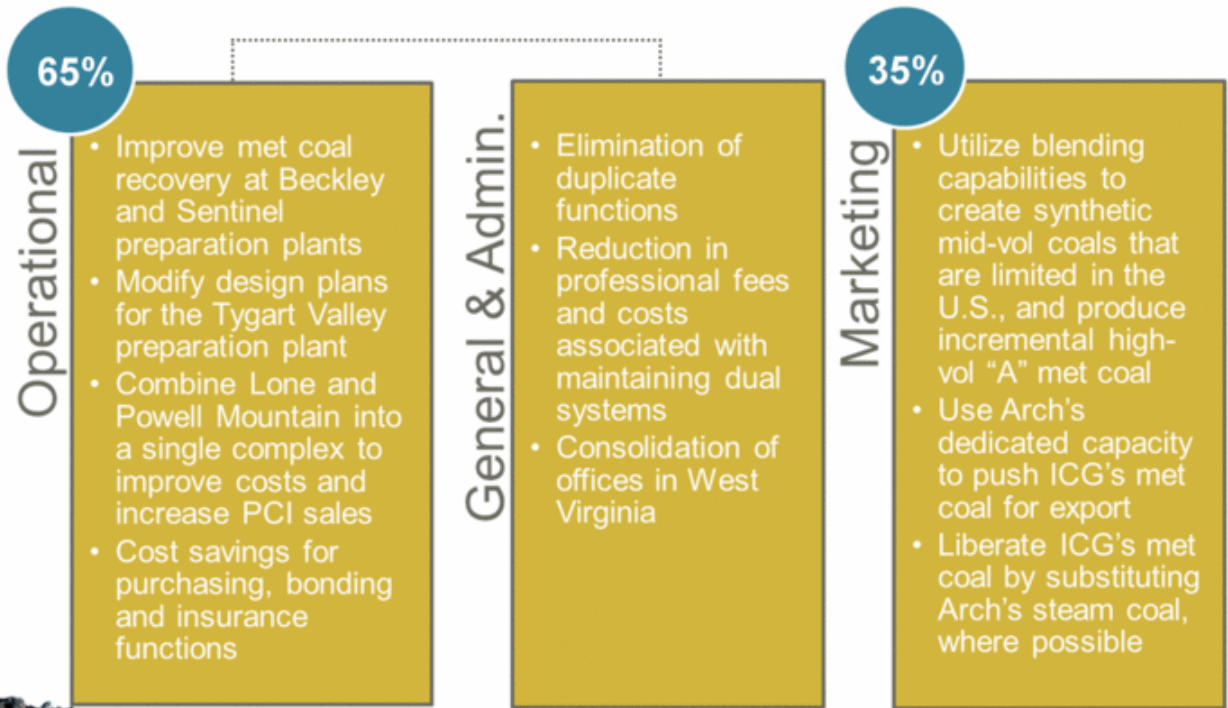 65%
Operational
• Improve met coal
recovery at Beckley
and Sentinel
preparation plants
• Modify design plans
for the Tygart Valley
preparation plant
• Combine Lone and
Powell Mountain into
a single complex to
improve costs and
increase PCI sales
• Cost savings for
purchasing, bonding
and insurance
functions
General & Admin.
• Elimination of
duplicate
functions
• Reduction in
professional fees
and costs
associated with
maintaining dual
systems
• Consolidation of
offices in West
Virginia
35%
Marketing
• Utilize blending
capabilities to
create synthetic
mid-vol coals that
are limited in the
U.S., and produce
incremental high-
vol “A” met coal
• Use Arch’s
dedicated capacity
to push ICG’s met
coal for export
• Liberate ICG’s met
coal by substituting
Arch’s steam coal,
where possible